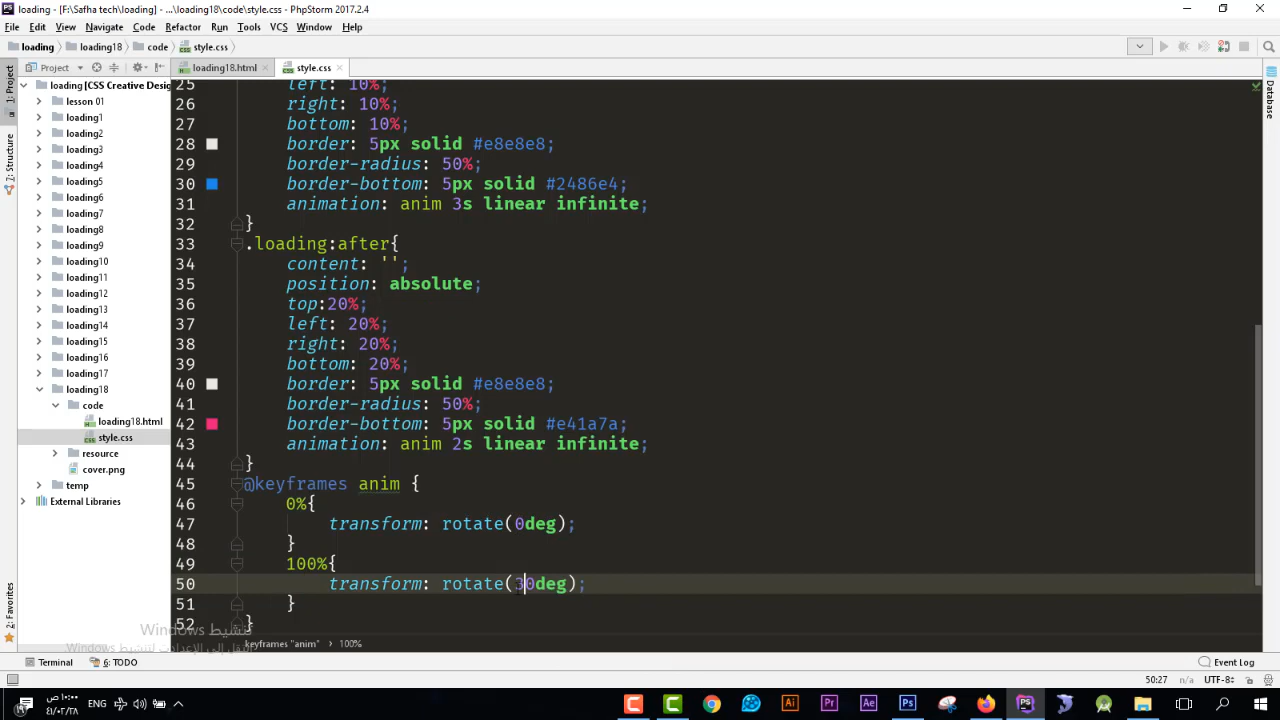 loading - [F:\Safha tech\loading] - ...\loading18\code\style.css - PhpStorm 2017.2.4
File Edit View Navigate Code Refactor Run Tools VCS Window Help
loading loading18 code style.css
Project loading18.html style.css
1: Project
7: Structure
2: Favorites
Database
loading [CSS Creative Desig
lesson 01
loading1
loading2
loading3
loading4
loading5
loading6
loading7
loading8
loading9
loading10
loading11
loading12
loading13
loading14
loading15
loading16
loading17
loading18
code
loading18.html
style.css
resource
cover.png
temp
External Libraries
25 left: 10%;
26 right: 10%;
27 bottom: 10%;
28 border: 5px solid #e8e8e8;
29 border-radius: 50%;
30 border-bottom: 5px solid #2486e4;
31 animation: anim 3s linear infinite;
32 }
33 .loading:after{
34 content: '';
35 position: absolute;
36 top:20%;
37 left: 20%;
38 right: 20%;
39 bottom: 20%;
40 border: 5px solid #e8e8e8;
41 border-radius: 50%;
42 border-bottom: 5px solid #e41a7a;
43 animation: anim 2s linear infinite;
44 }
45 @keyframes anim {
46 0%{
47 transform: rotate(0deg);
48 }
49 100%{
50 transform: rotate(30deg);
51 }
52 }
تنشيط Windows
keyframes "anim" 100%
Terminal 6: TODO Event Log
50:27 n/a UTF-8
ENG